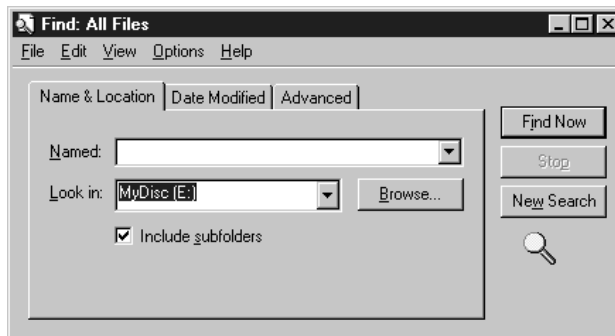 Find: All Files
File Edit View Options Help
Name & Location Date Modified Advanced
Find Now
Named:
Stop
Look in: MyDisc (E:) Browse...
New Search
Include subfolders